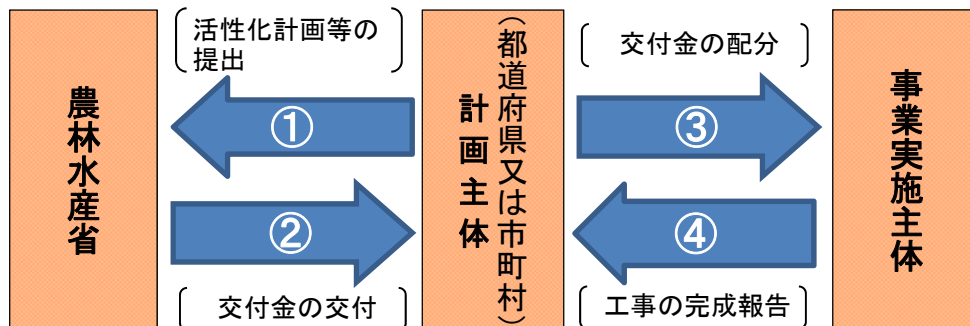 農林水産省
活性化計画等の
提出
①
②
交付金の交付
計画主体
（都道府県又は市町村）
交付金の配分
③
④
工事の完成報告
事業実施主体